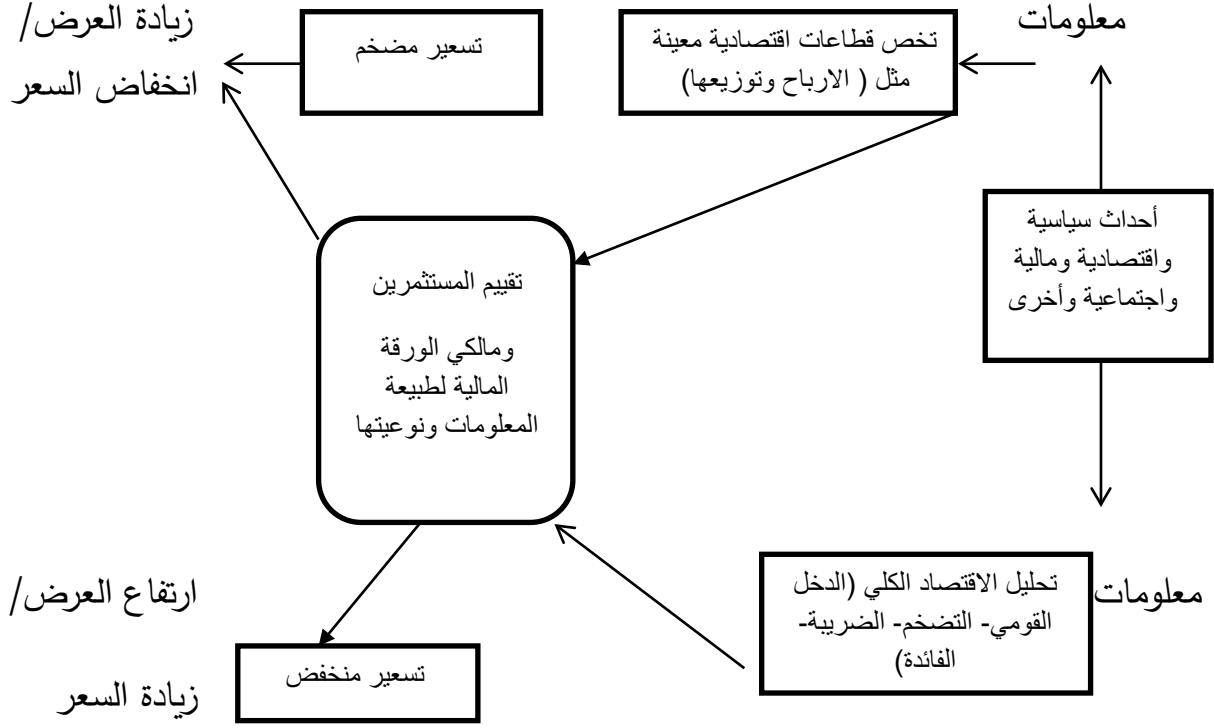 معلومات
تخص قطاعات اقتصادية معينة
مثل ( الارباح وتوزيعها)
تسعير مضخم
زيادة العرض/
انخفاض السعر
أحداث سياسية
واقتصادية ومالية
واجتماعية وأخرى
تقييم المستثمرين
ومالكي الورقة
المالية لطبيعة
المعلومات ونوعيتها
معلومات
تحليل الاقتصاد الكلي (الدخل
القومي- التضخم- الضريبة-
الفائدة)
تسعير منخفض
ارتفاع العرض/
زيادة السعر